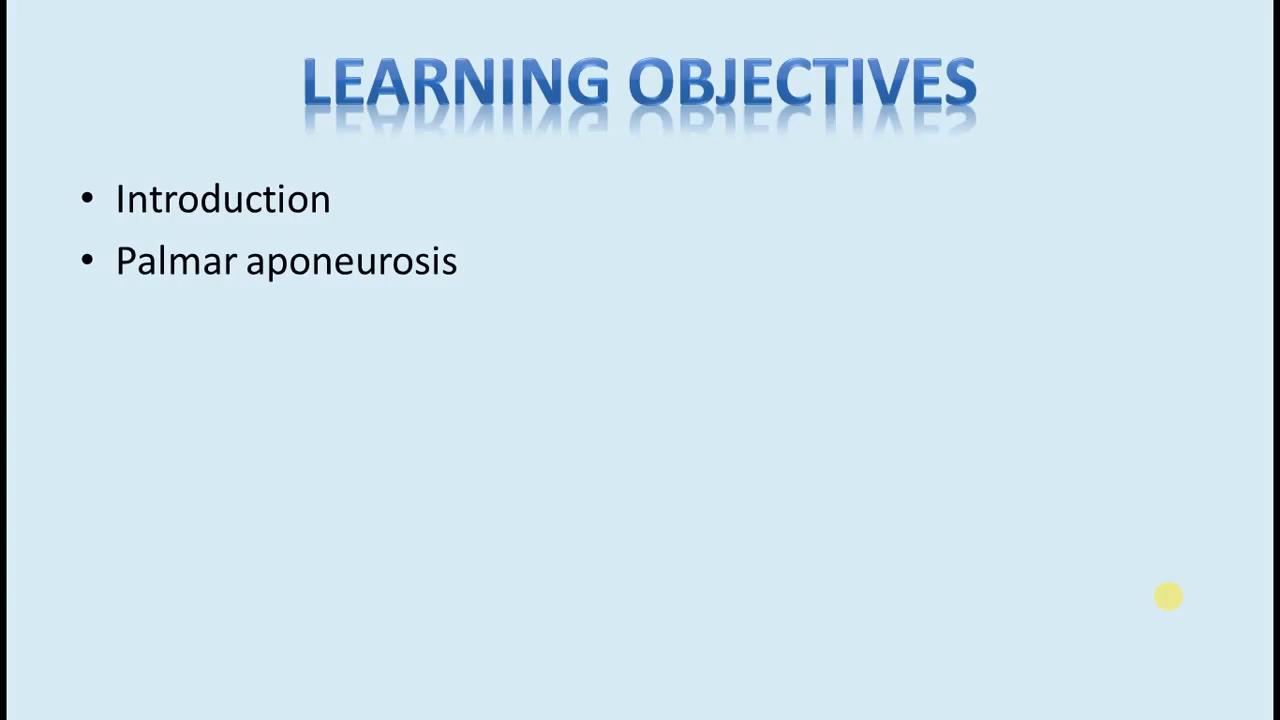 LEARNING OBJECTIVES
• Introduction
• Palmar aponeurosis